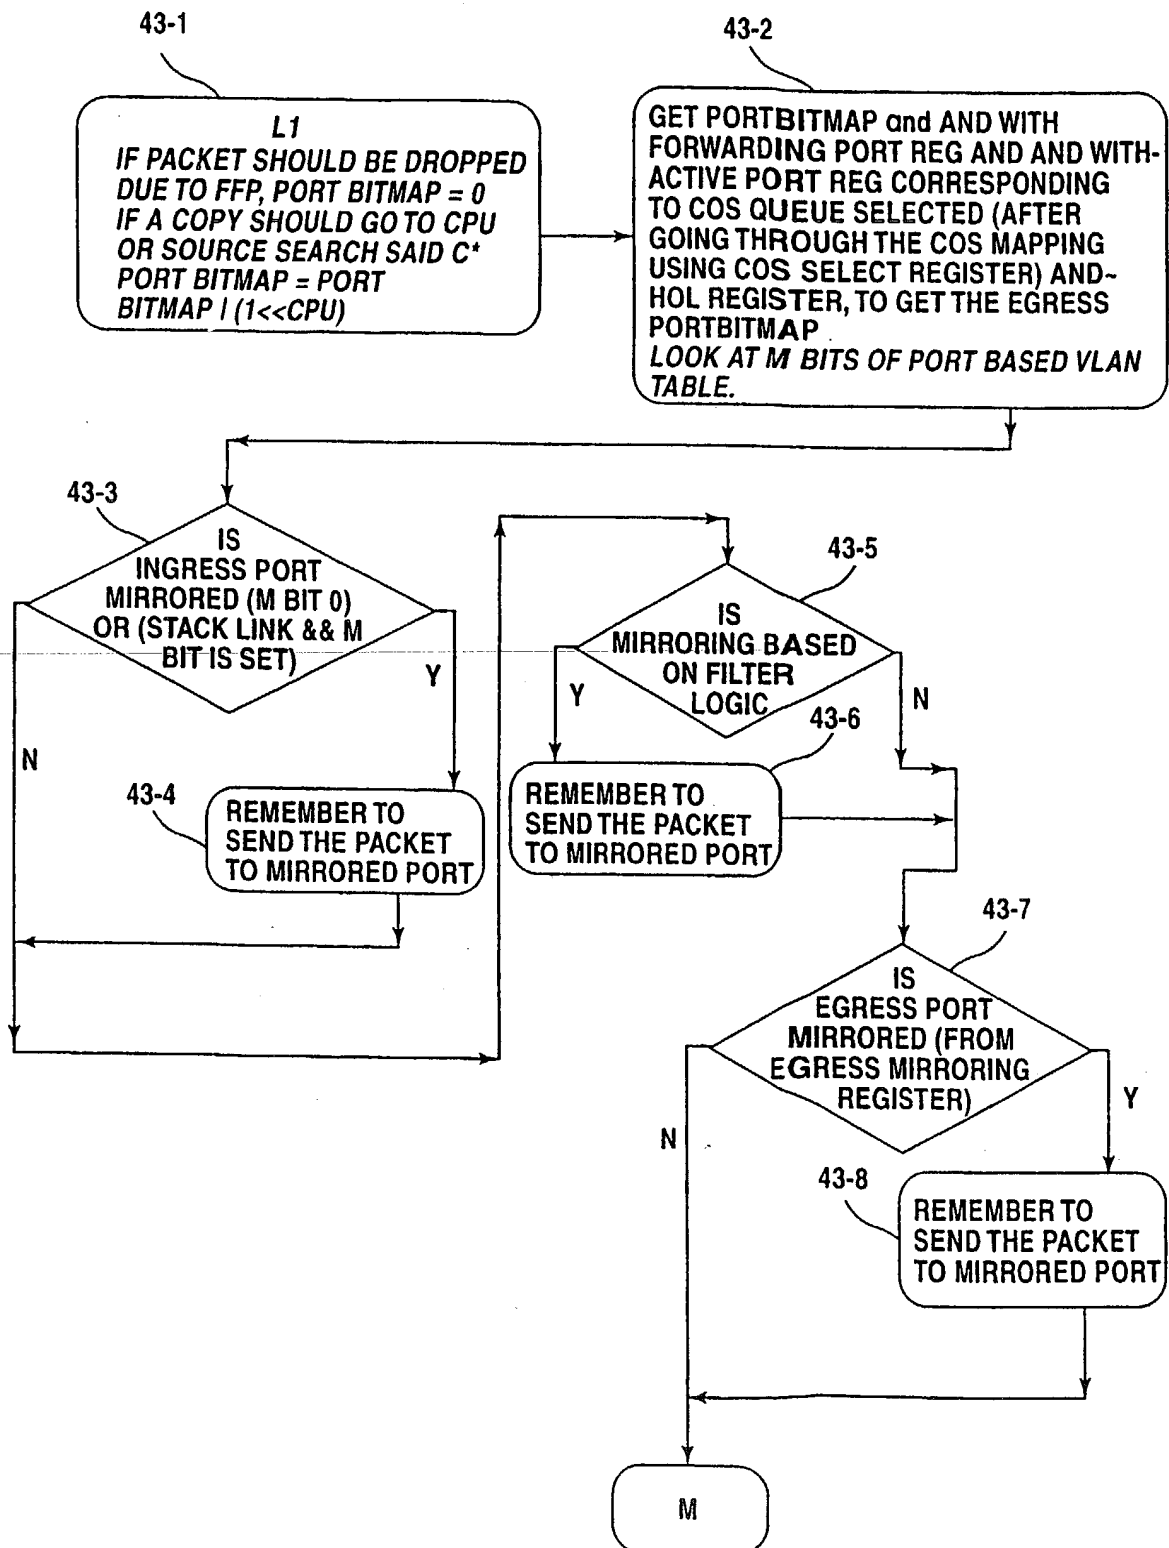 43-1
L1
IF PACKET SHOULD BE DROPPED
DUE TO FFP, PORT BITMAP = 0
IF A COPY SHOULD GO TO CPU
OR SOURCE SEARCH SAID C*
PORT BITMAP = PORT
BITMAP | (1<<CPU)
43-2
GET PORTBITMAP and AND WITH
FORWARDING PORT REG AND AND WITH-
ACTIVE PORT REG CORRESPONDING
TO COS QUEUE SELECTED (AFTER
GOING THROUGH THE COS MAPPING
USING COS SELECT REGISTER) AND~
HOL REGISTER, TO GET THE EGRESS
PORTBITMAP
LOOK AT M BITS OF PORT BASED VLAN
TABLE.
43-3
IS
INGRESS PORT
MIRRORED (M BIT 0)
OR (STACK LINK && M
BIT IS SET)
Y
N
43-4
REMEMBER TO
SEND THE PACKET
TO MIRRORED PORT
43-5
IS
MIRRORING BASED
ON FILTER
LOGIC
Y
N
43-6
REMEMBER TO
SEND THE PACKET
TO MIRRORED PORT
43-7
IS
EGRESS PORT
MIRRORED (FROM
EGRESS MIRRORING
REGISTER)
N
Y
43-8
REMEMBER TO
SEND THE PACKET
TO MIRRORED PORT
M